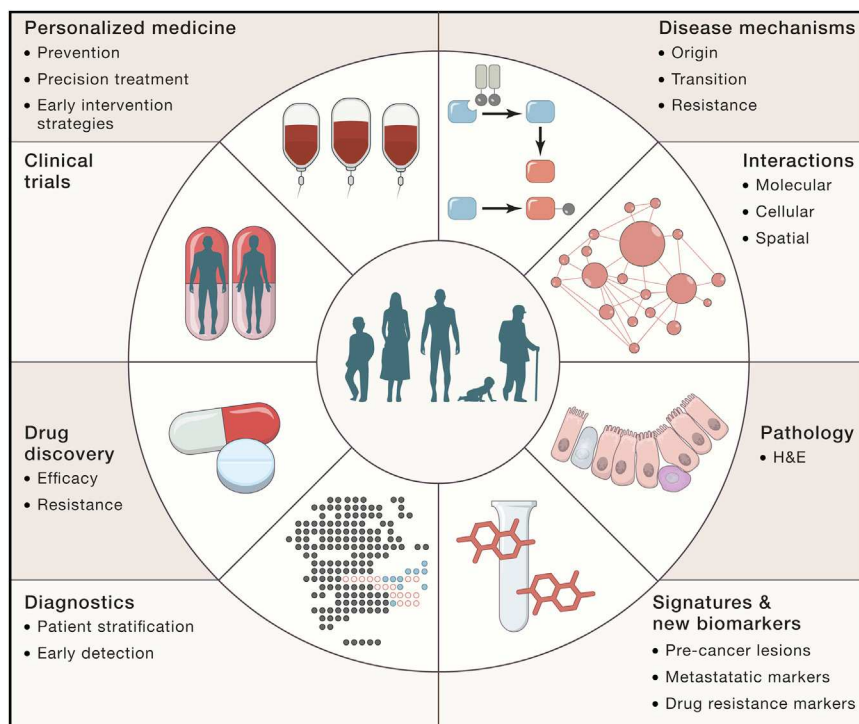 Personalized medicine
• Prevention
• Precision treatment
• Early intervention
strategies
Disease mechanisms
• Origin
• Transition
• Resistance
Clinical
trials
Interactions
• Molecular
• Cellular
• Spatial
Drug
discovery
• Efficacy
• Resistance
Pathology
• H&E
Diagnostics
• Patient stratification
• Early detection
Signatures &
new biomarkers
• Pre-cancer lesions
• Metastatatic markers
• Drug resistance markers